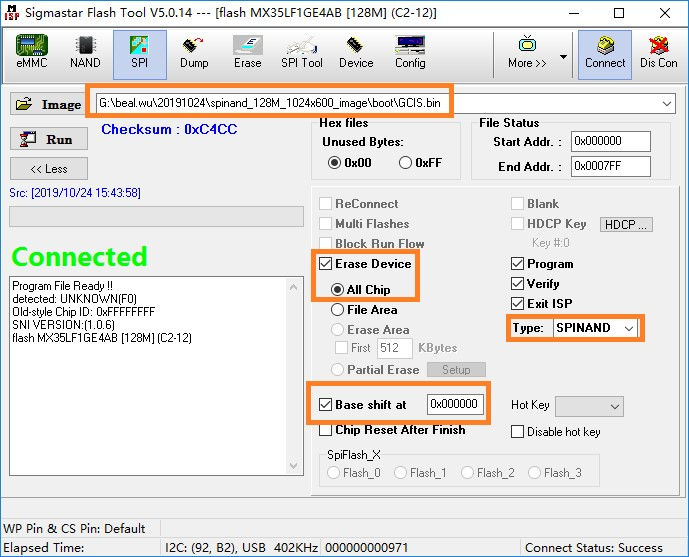 M
ISP
Sigmastar Flash Tool V5.0.14 --- [flash MX35LF1GE4AB [128M] (C2-12)]
eMMC NAND SPI Dump Erase SPI Tool Device Config More >> Connect Dis Con
Image G:\beal.wu\20191024\spinand_128M_1024x600_image\boot\GCIS.bin
Run
Checksum : 0xC4CC
<< Less
Src: [2019/10/24 15:43:58]
Connected
Program File Ready !!
detected: UNKNOWN(F0)
Old-style Chip ID: 0xFFFFFFFF
SNI VERSION:(1.0.6)
flash MX35LF1GE4AB [128M] (C2-12)
Hex files
Unused Bytes:
0x00 0xFF
File Status
Start Addr. : 0x000000
End Addr. : 0x0007FF
ReConnect
Multi Flashes
Block Run Flow
Erase Device
All Chip
File Area
Erase Area
First 512 KBytes
Partial Erase Setup
Base shift at 0x000000
Chip Reset After Finish
Blank
HDCP Key HDCP ...
Key #:0
Program
Verify
Exit ISP
Type: SPINAND
Hot Key
Disable hot key
SpiFlash_X
Flash_0 Flash_1 Flash_2 Flash_3
WP Pin & CS Pin: Default
Elapsed Time: I2C: (92, B2), USB 402KHz 000000000971 Connect Status: Success